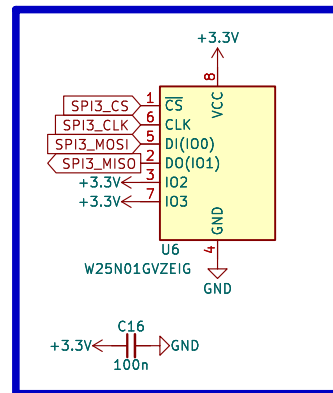 +3.3V
8
VCC
SPI3_CS 1 CS
SPI3_CLK 6 CLK
SPI3_MOSI 5 DI(IO0)
SPI3_MISO 2 DO(IO1)
+3.3V 3 IO2
+3.3V 7 IO3
GND
4
U6
W25N01GVZEIG
GND
C16
+3.3V GND
100n